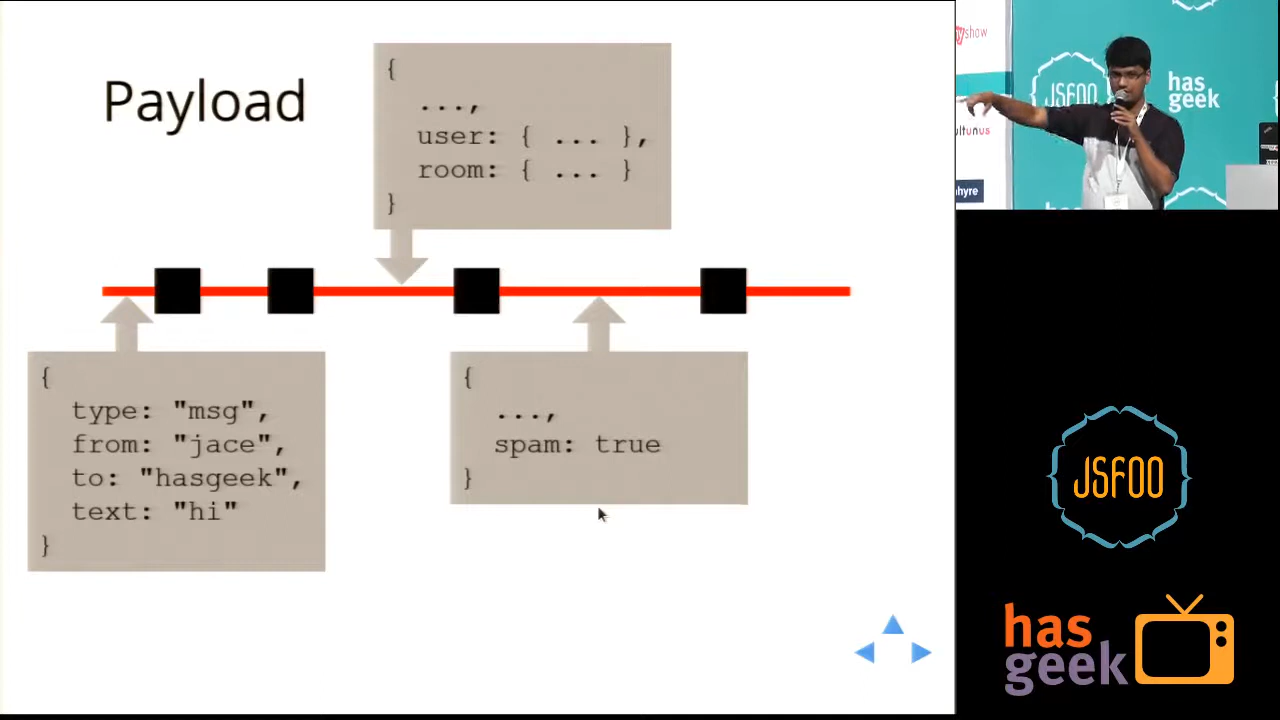 Payload
{
...,
user: { ... },
room: { ... }
}
{
type: "msg",
from: "jace",
to: "hasgeek",
text: "hi"
}
{
...,
spam: true
}
show
JSFOO
has
geek
JSFOO
has
geek